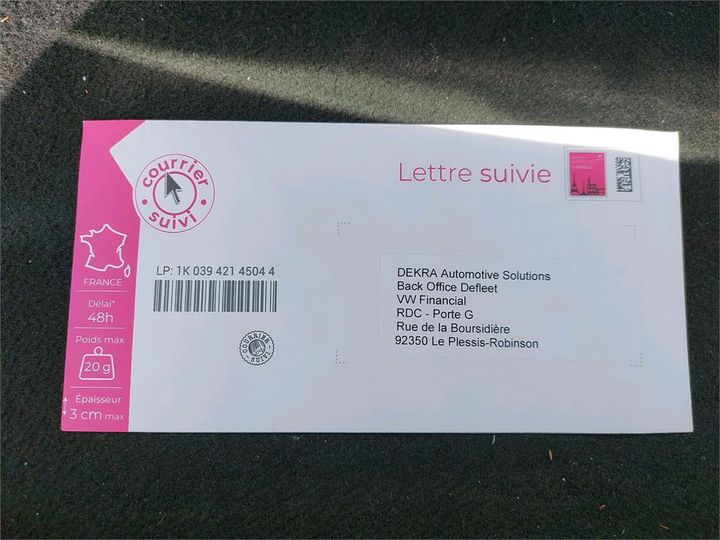 courrier
suivi
Lettre suivie
FRANCE
Délai*
48h
Poids max
20 g
Épaisseur
3 cm max
LP: 1K 039 421 4504 4
COURRIER
SUIVI
DEKRA Automotive Solutions
Back Office Defleet
VW Financial
RDC - Porte G
Rue de la Boursidière
92350 Le Plessis-Robinson